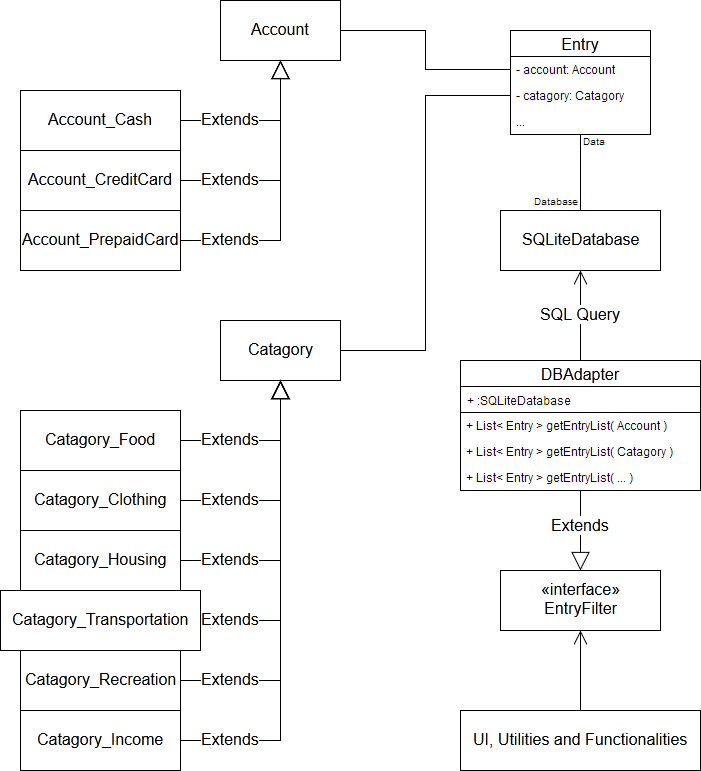 Account
Entry
- account: Account
- catagory: Catagory
...
Data
Account_Cash
Extends
Account_CreditCard
Extends
Account_PrepaidCard
Extends
Database
SQLiteDatabase
SQL Query
Catagory
DBAdapter
+ :SQLiteDatabase
+ List< Entry > getEntryList( Account )
+ List< Entry > getEntryList( Catagory )
+ List< Entry > getEntryList( ... )
Catagory_Food
Extends
Catagory_Clothing
Extends
Catagory_Housing
Extends
Catagory_Transportation
Extends
Catagory_Recreation
Extends
Catagory_Income
Extends
Extends
«interface»
EntryFilter
UI, Utilities and Functionalities